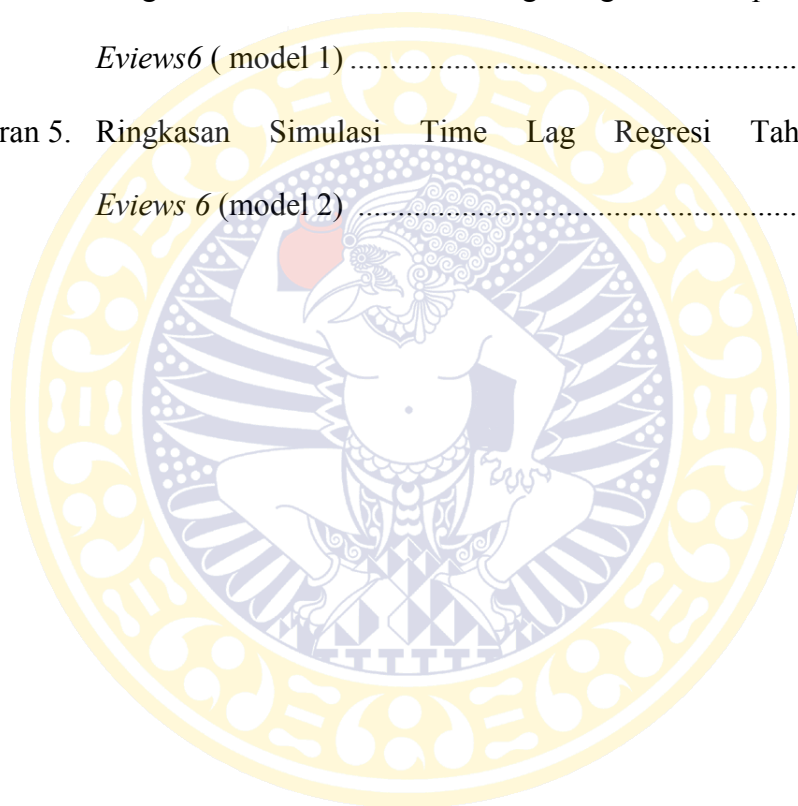 Eviews6 ( model 1) ....................................................
ran 5. Ringkasan Simulasi Time Lag Regresi Tah
Eviews 6 (model 2) ...................................................